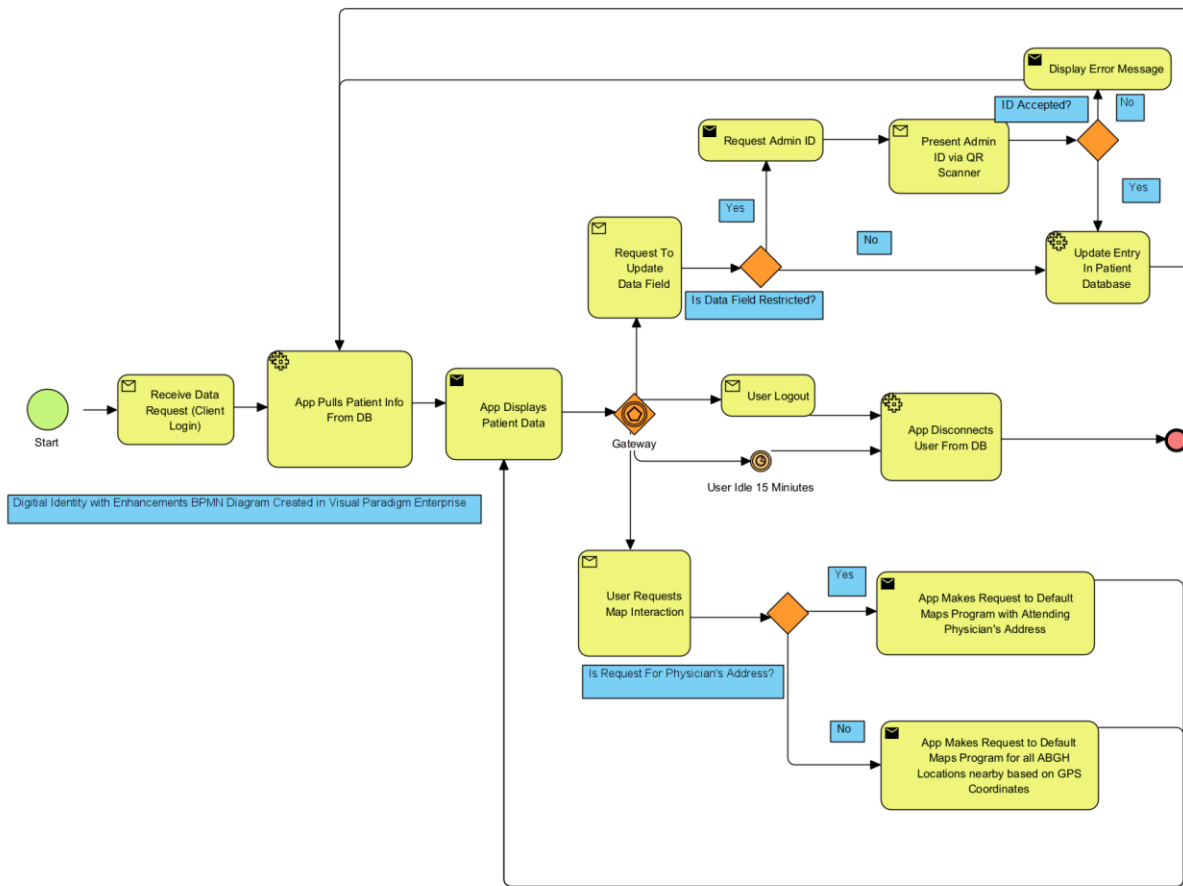 Display Error Message
ID Accepted?
No
Request Admin ID
Present Admin
ID via QR
Scanner
Yes
Yes
Request To
Update
Data Field
No
Update Entry
In Patient
Database
Is Data Field Restricted?
Receive Data
Request (Client
Login)
App Pulls Patient Info
From DB
App Displays
Patient Data
User Logout
App Disconnects
User From DB
Start
Gateway
User Idle 15 Miniutes
Digitial Identity with Enhancements BPMN Diagram Created in Visual Paradigm Enterprise
Yes
User Requests
Map Interaction
App Makes Request to Default
Maps Program with Attending
Physician's Address
Is Request For Physician's Address?
No
App Makes Request to Default
Maps Program for all ABGH
Locations nearby based on GPS
Coordinates